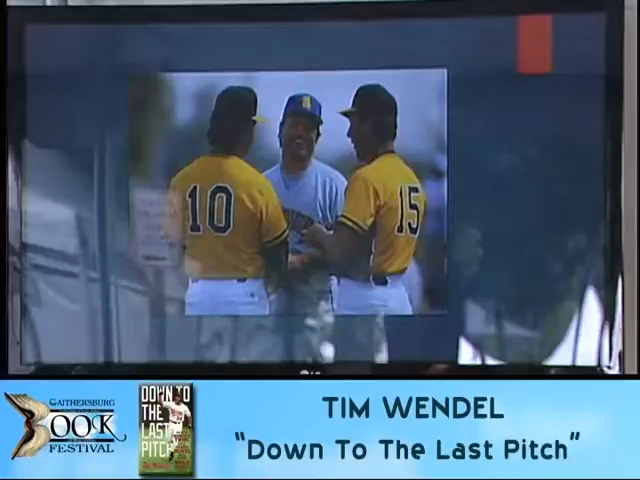 10
15
GAITHERSBURG
BOOK
FESTIVAL
DOWN TO
THE
LAST
PITCH
TIM WENDEL
"Down To The Last Pitch"